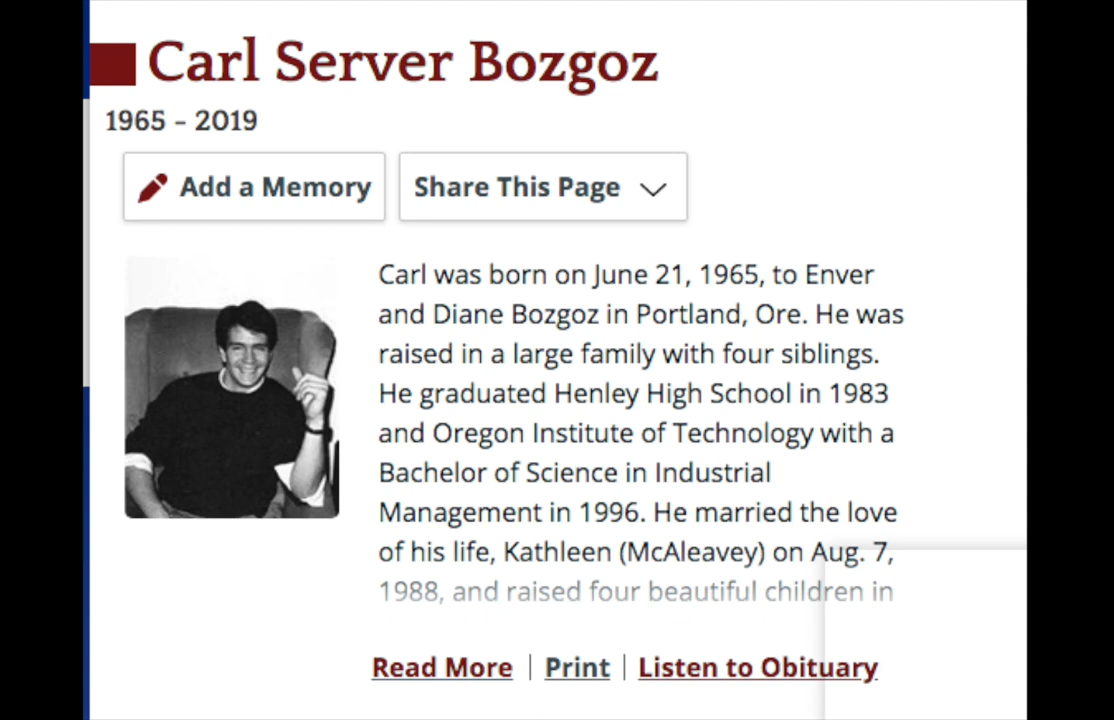 Carl Server Bozgoz
1965 – 2019
Add a Memory
Share This Page
Carl was born on June 21, 1965, to Enver
and Diane Bozgoz in Portland, Ore. He was
raised in a large family with four siblings.
He graduated Henley High School in 1983
and Oregon Institute of Technology with a
Bachelor of Science in Industrial
Management in 1996. He married the love
of his life, Kathleen (McAleavey) on Aug. 7,
1988, and raised four beautiful children in
Read More | Print | Listen to Obituary